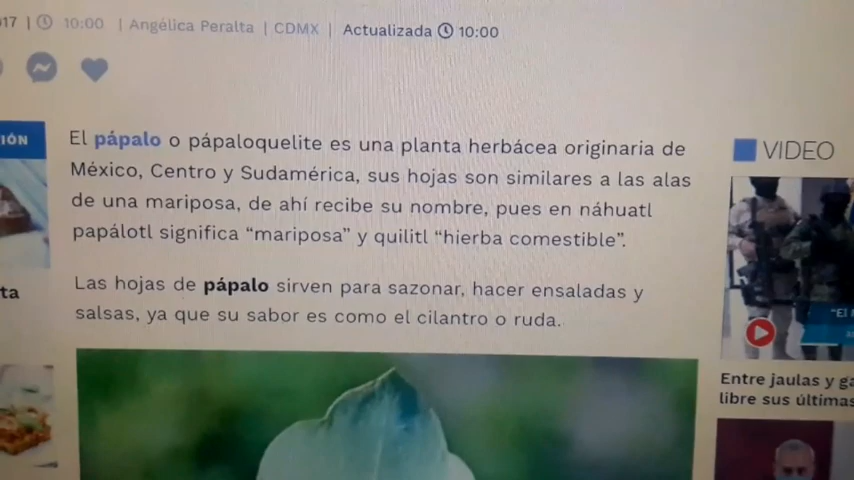 17 | 10:00 | Angélica Peralta | CDMX | Actualizada 10:00
IÓN
El pápalo o pápaloquelite es una planta herbácea originaria de
México, Centro y Sudamérica, sus hojas son similares a las alas
de una mariposa, de ahí recibe su nombre, pues en náhuatl
papálotl significa “mariposa” y quilitl “hierba comestible”.
Las hojas de pápalo sirven para sazonar, hacer ensaladas y
salsas, ya que su sabor es como el cilantro o ruda.
ta
VIDEO
"El
Entre jaulas y ga
libre sus últimas